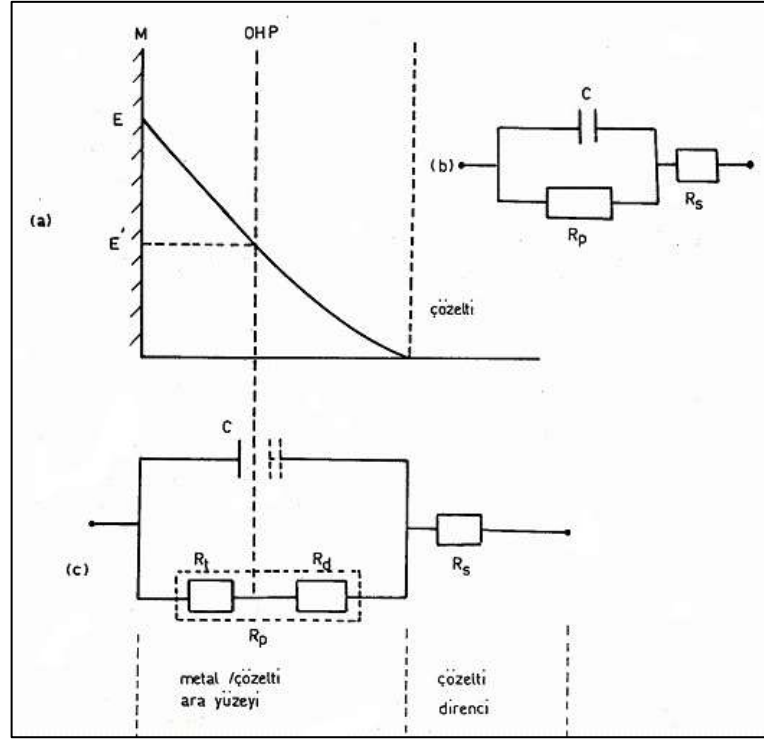 M
OHP
E
(a)
E'
çözelti
C
(b)
Rp
Rs
C
(c)
Rt
Rd
Rp
Rs
metal /çözelti
ara yüzeyi
çözelti
direnci